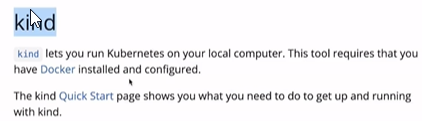 kind
kind lets you run Kubernetes on your local computer. This tool requires that you
have Docker installed and configured.
The kind Quick Start page shows you what you need to do to get up and running
with kind.